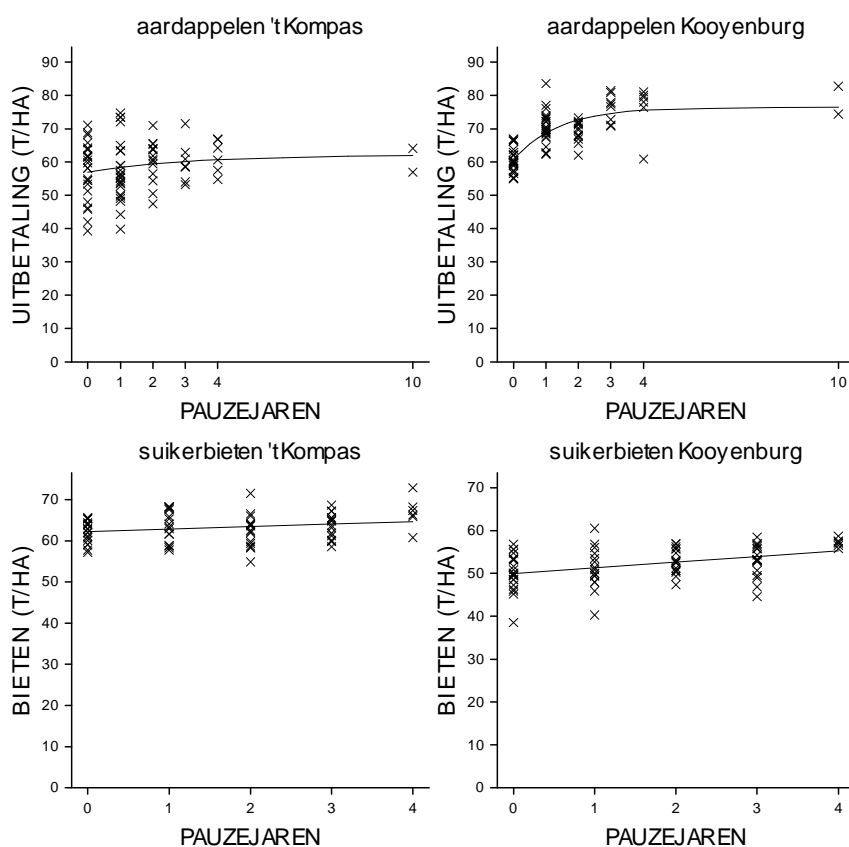 aardappelen 't Kompas
UITBETALING (T/HA)
90
80
70
60
50
40
30
20
10
0
0 1 2 3 4 10
PAUZEJAREN
aardappelen Kooyenburg
UITBETALING (T/HA)
90
80
70
60
50
40
30
20
10
0
0 1 2 3 4 10
PAUZEJAREN
suikerbieten 't Kompas
BIETEN (T/HA)
70
60
50
40
30
20
10
0
0 1 2 3 4
PAUZEJAREN
suikerbieten Kooyenburg
BIETEN (T/HA)
70
60
50
40
30
20
10
0
0 1 2 3 4
PAUZEJAREN